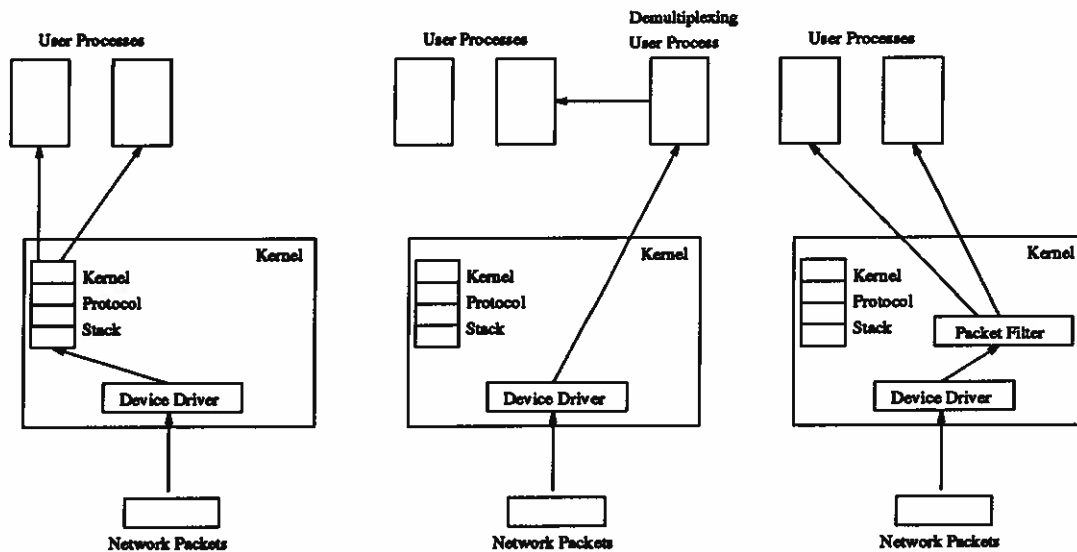 User Processes
Kernel
Kernel
Protocol
Stack
Device Driver
Network Packets
Demultiplexing
User Processes
User Process
Kernel
Kernel
Protocol
Stack
Device Driver
Network Packets
User Processes
Kernel
Kernel
Protocol
Stack
Packet Filter
Device Driver
Network Packets